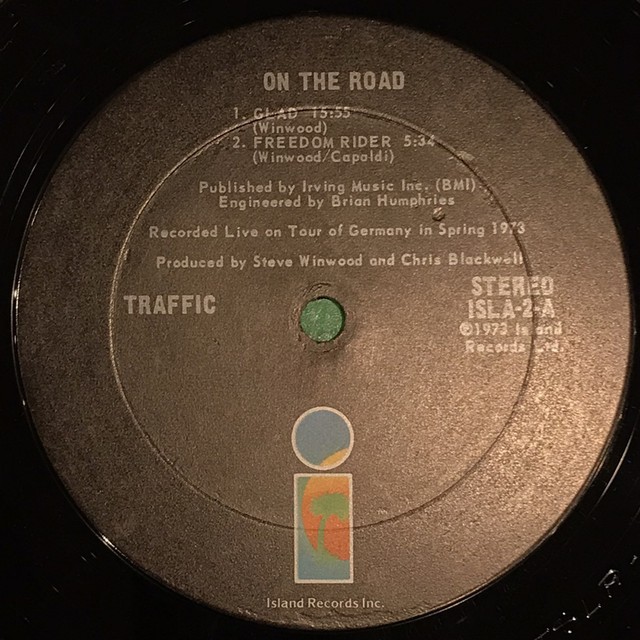 ON THE ROAD
1. GLAD 15:55
(Winwood)
2. FREEDOM RIDER 5:34
(Winwood/Capaldi)
Published by Irving Music Inc. (BMI)
Engineered by Brian Humphries
Recorded Live on Tour of Germany in Spring 1973
Produced by Steve Winwood and Chris Blackwell
TRAFFIC
STEREO
ISLA-2-A
©1973 Island
Records Ltd.
Island Records Inc.